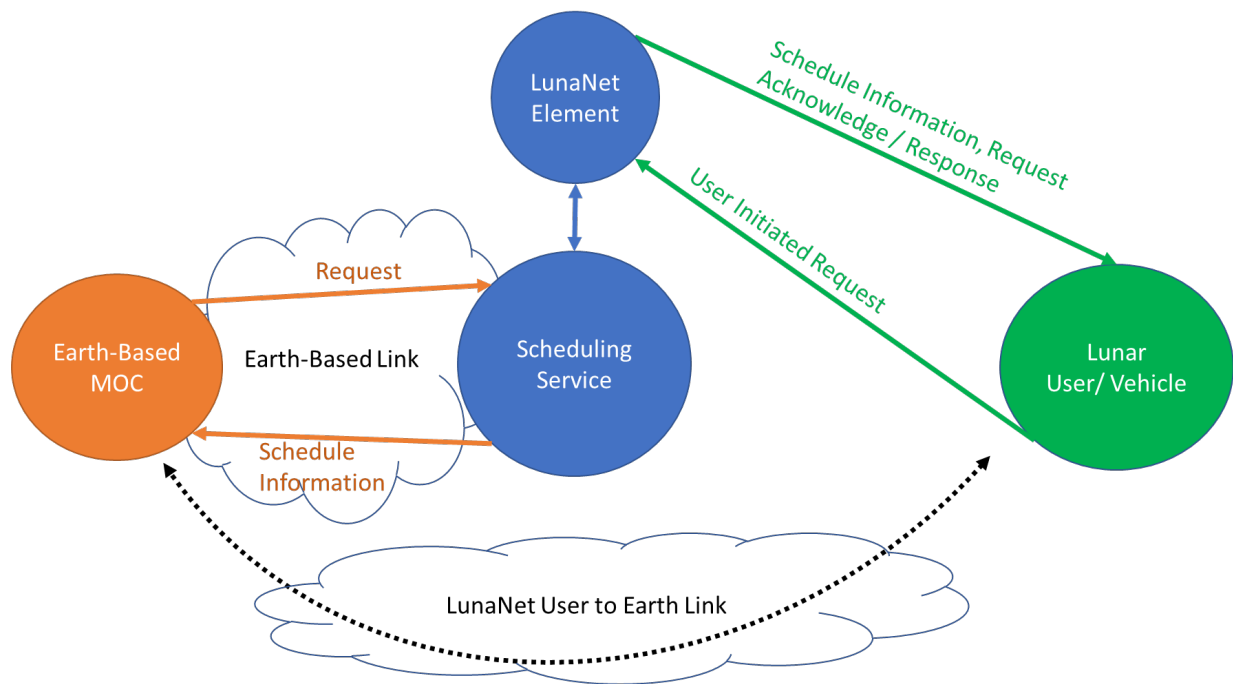 LunaNet
Element
Schedule Information, Request
Acknowledge / Response
User Initiated Request
Request
Earth-Based
MOC
Earth-Based Link
Scheduling
Service
Lunar
User/ Vehicle
Schedule
Information
LunaNet User to Earth Link